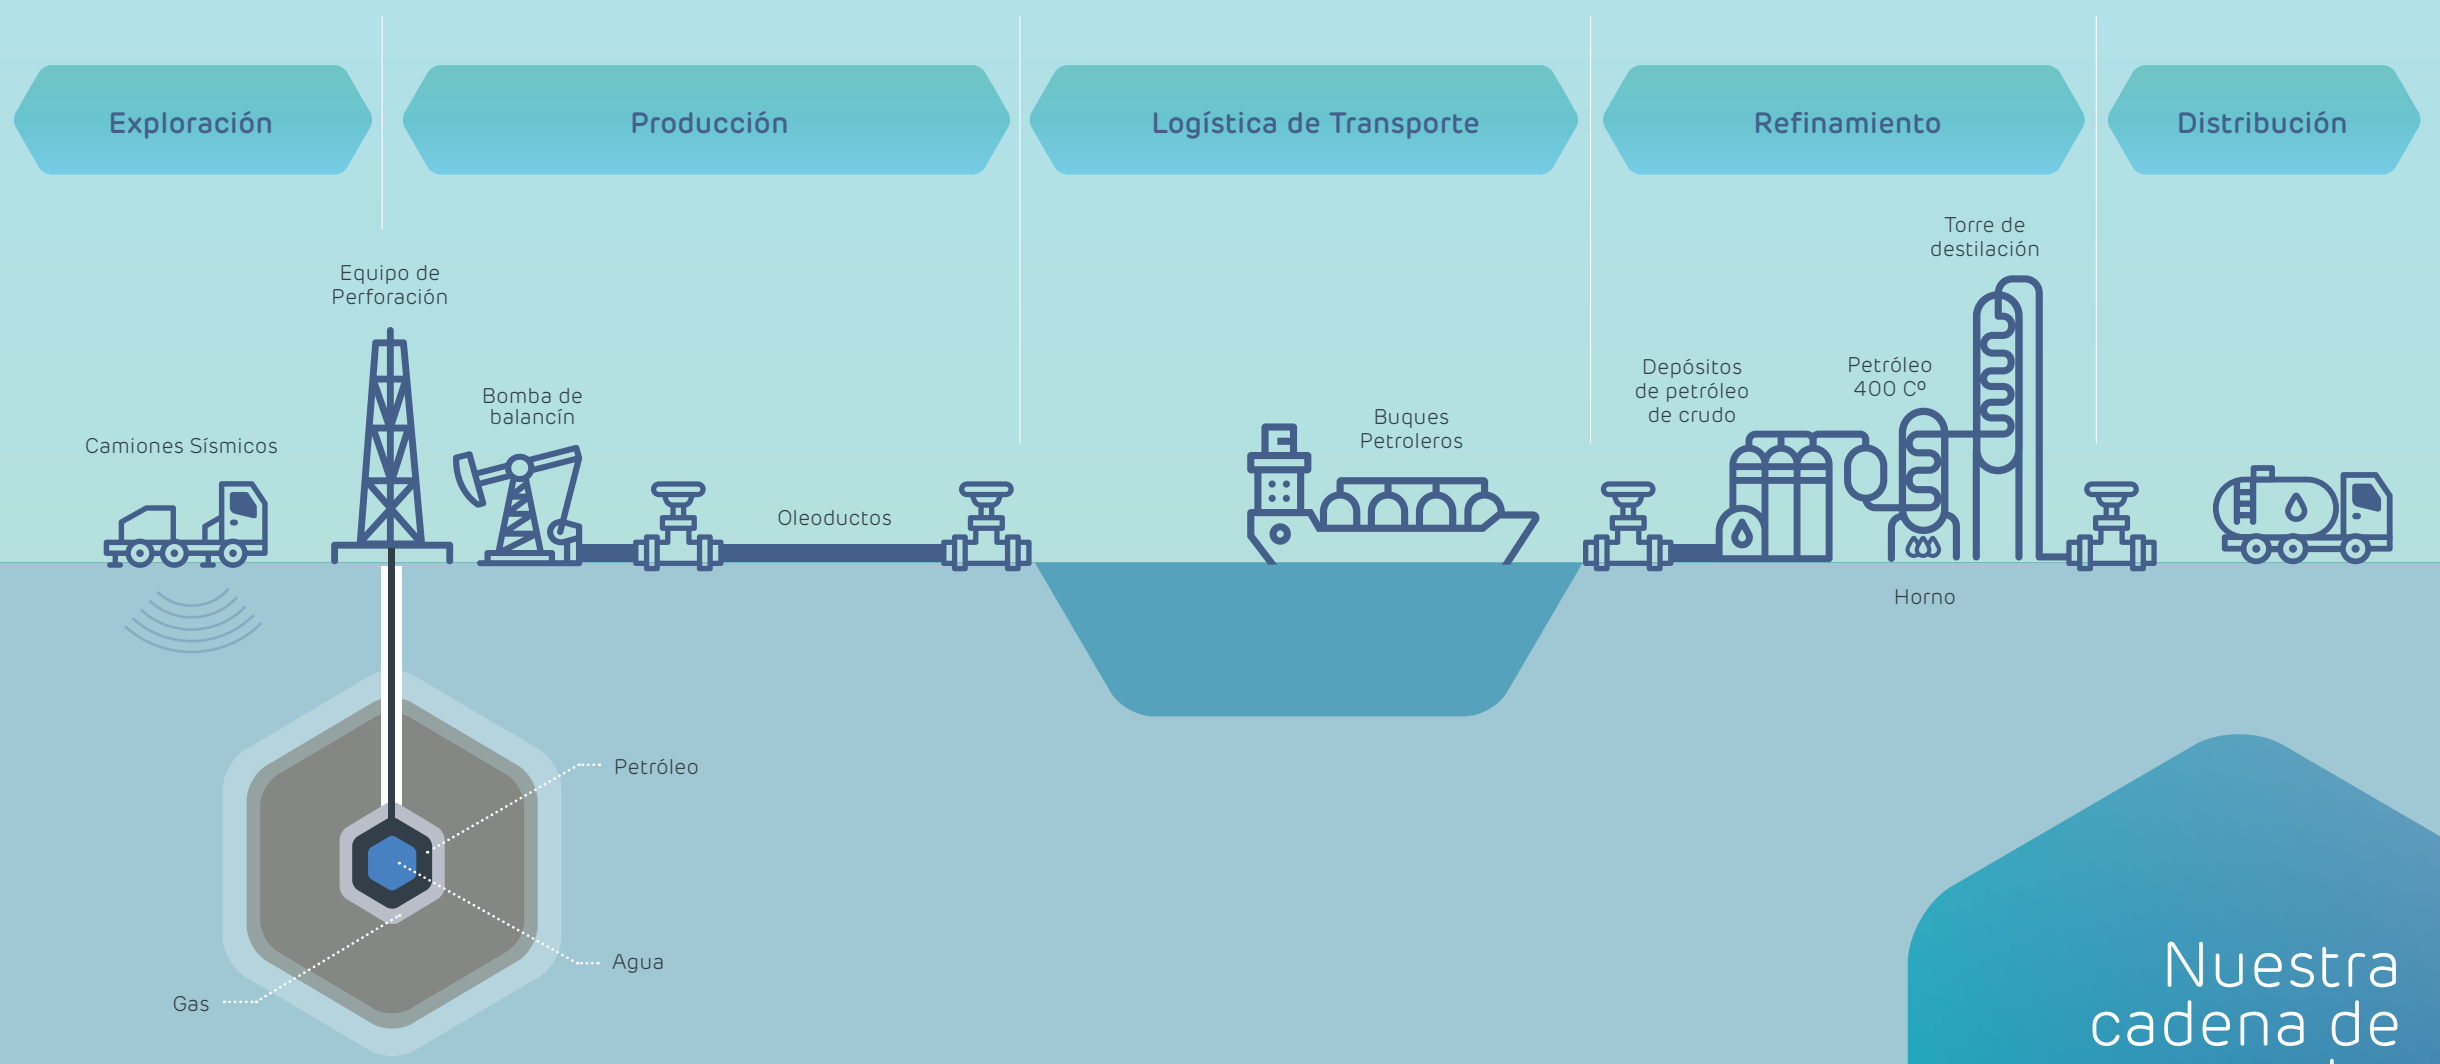 Exploración
Producción
Logística de Transporte
Refinamiento
Distribución
Camiones Sísmicos
Equipo de
Perforación
Bomba de
balancín
Oleoductos
Buques
Petroleros
Depósitos
de petróleo
de crudo
Petróleo
400 Cº
Torre de
destilación
Horno
Petróleo
Agua
Gas
Nuestra
cadena de